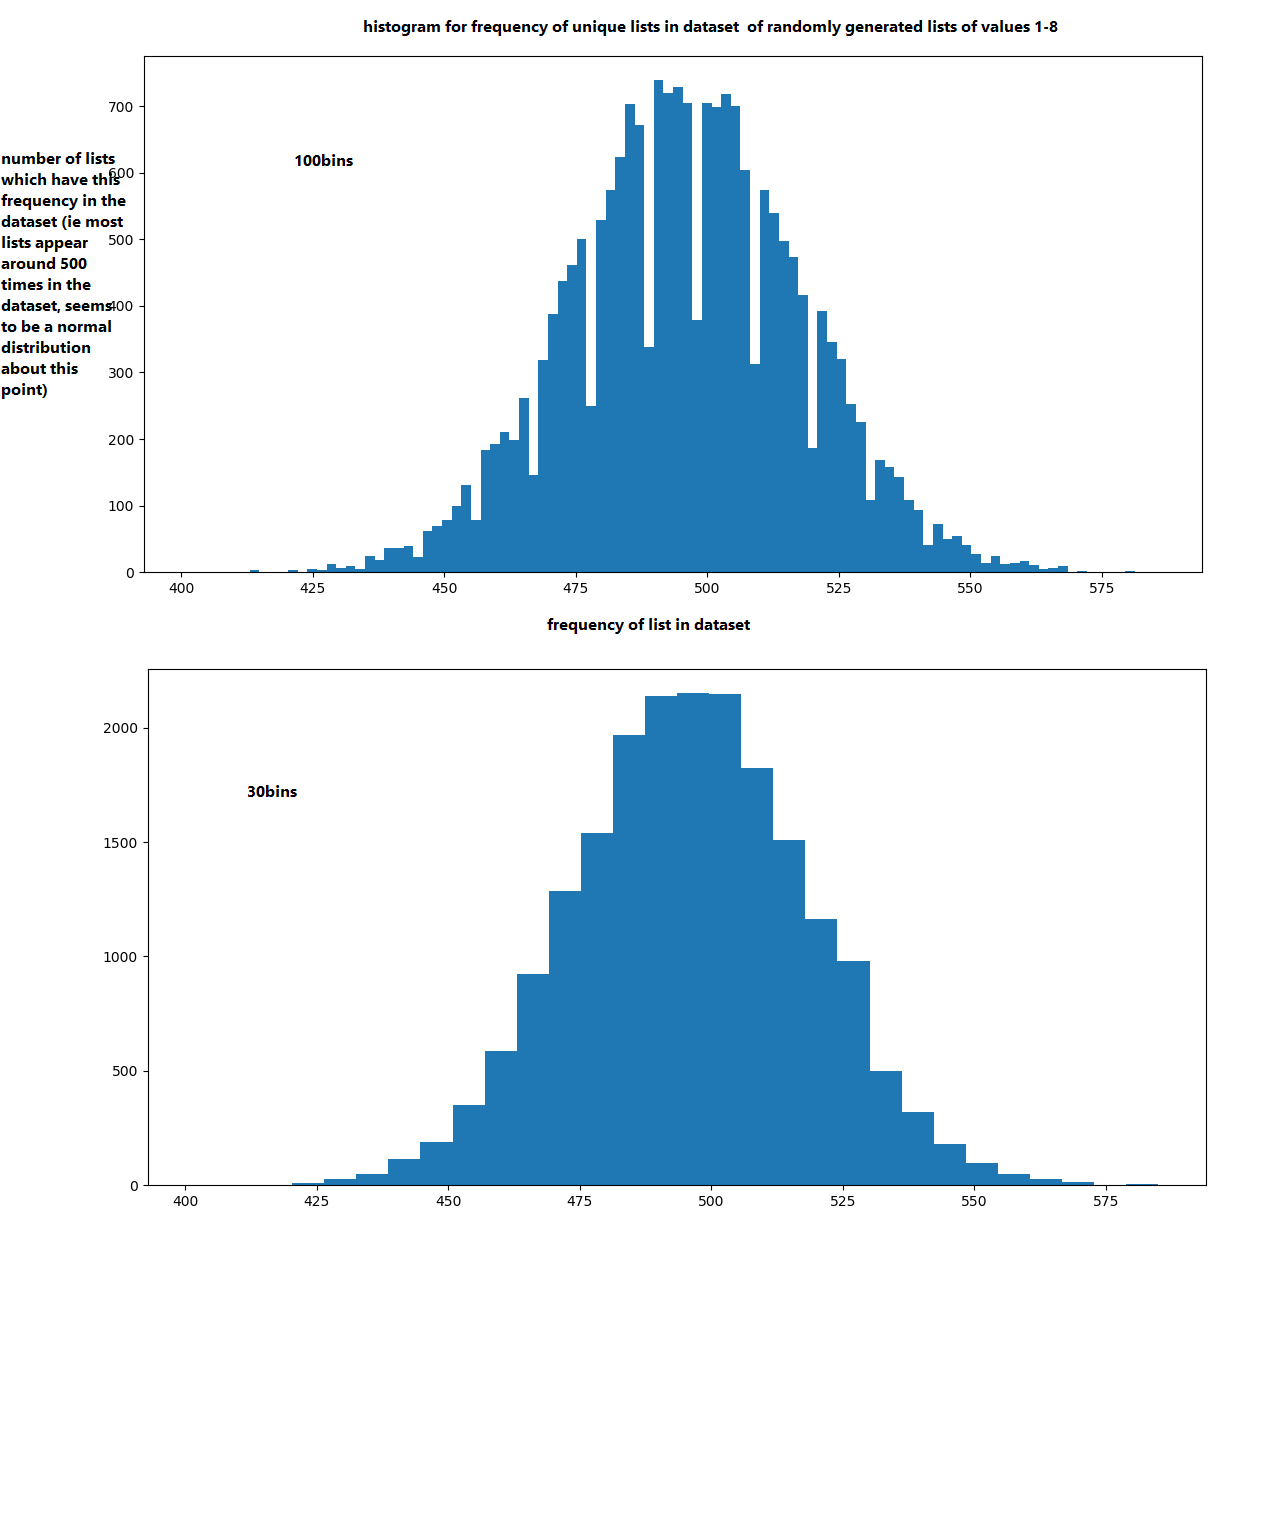 histogram for frequency of unique lists in dataset  of randomly generated lists of values 1-8
number of lists
which have this
frequency in the
dataset (ie most
lists appear
around 500
times in the
dataset, seems
to be a normal
distribution
about this
point)
100bins
700
600
500
400
300
200
100
0
400 425 450 475 500 525 550 575
frequency of list in dataset
30bins
2000
1500
1000
500
0
400 425 450 475 500 525 550 575